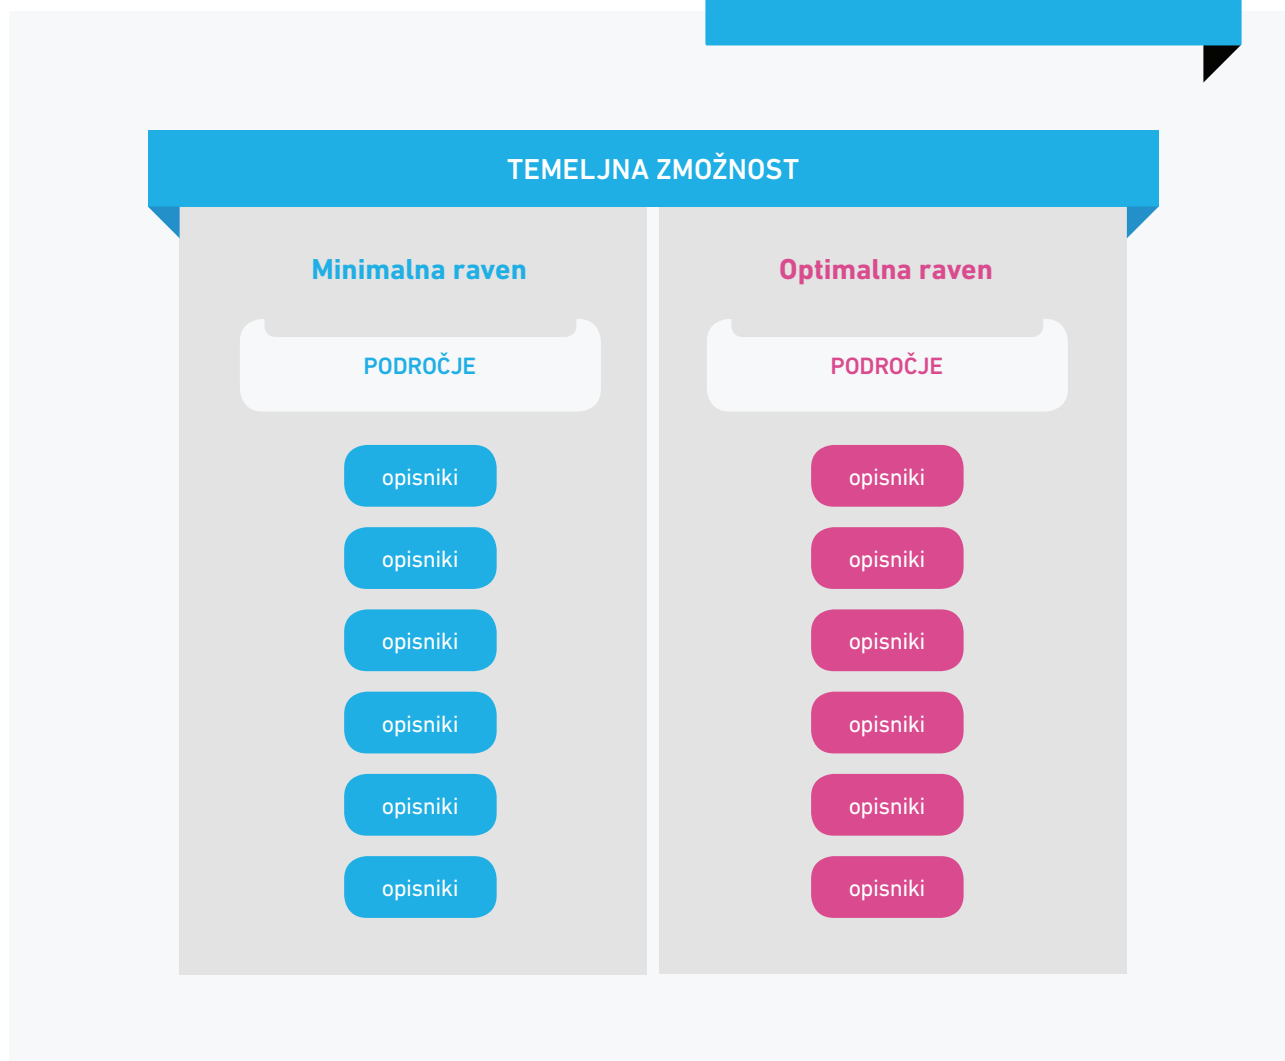 TEMELJNA ZMOŽNOST
Minimalna raven
PODROČJE
opisniki
opisniki
opisniki
opisniki
opisniki
opisniki
Optimalna raven
PODROČJE
opisniki
opisniki
opisniki
opisniki
opisniki
opisniki